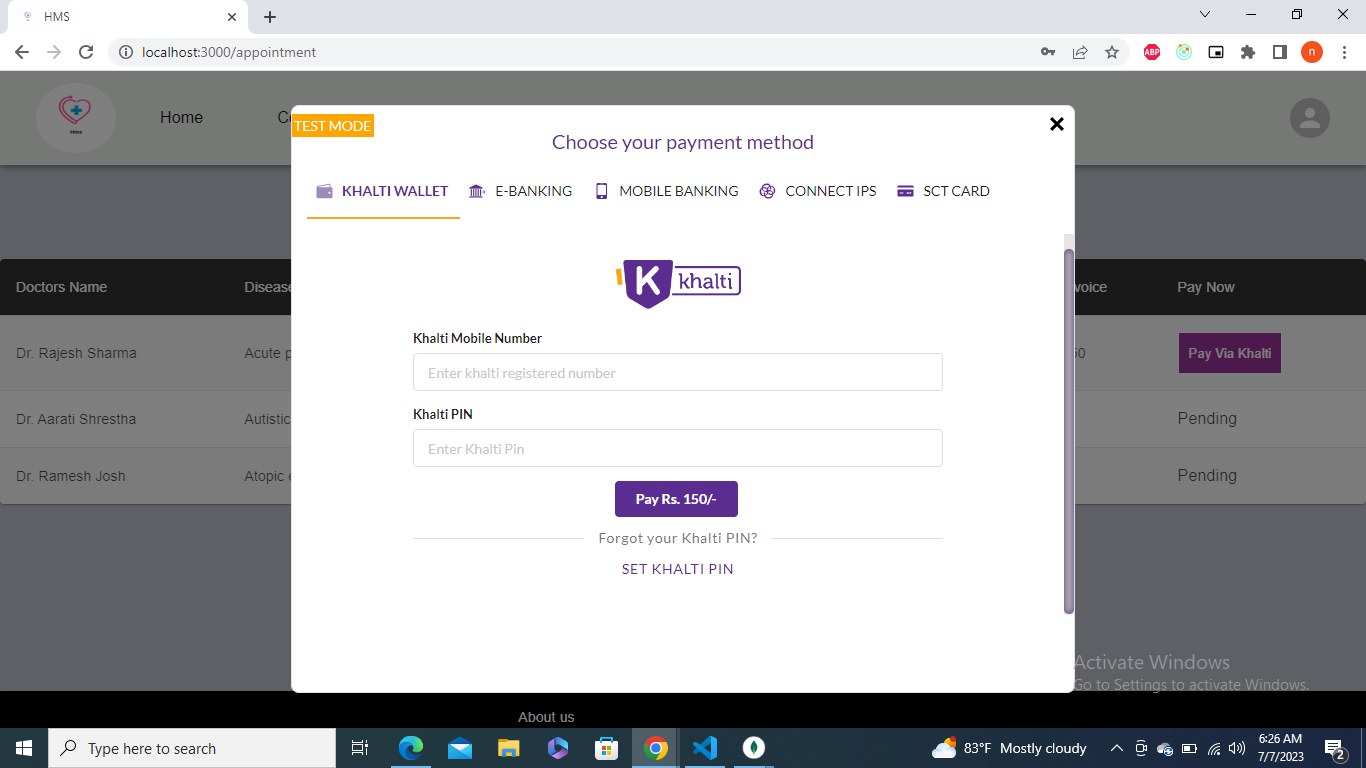 HMS
localhost:3000/appointment
ABP
n
Home
TEST MODE
Choose your payment method
KHALTI WALLET E-BANKING MOBILE BANKING CONNECT IPS SCT CARD
K khalti
Doctors Name Disease voice Pay Now
Khalti Mobile Number
Dr. Rajesh Sharma Acute p Enter khalti registered number Pay Via Khalti
Khalti PIN
Dr. Aarati Shrestha Autistic Pending
Enter Khalti Pin
Dr. Ramesh Josh Atopic Pending
Pay Rs. 150/-
Forgot your Khalti PIN?
SET KHALTI PIN
Activate Windows
Go to Settings to activate Windows.
About us
Type here to search
83°F Mostly cloudy
6:26 AM
7/7/2023
2